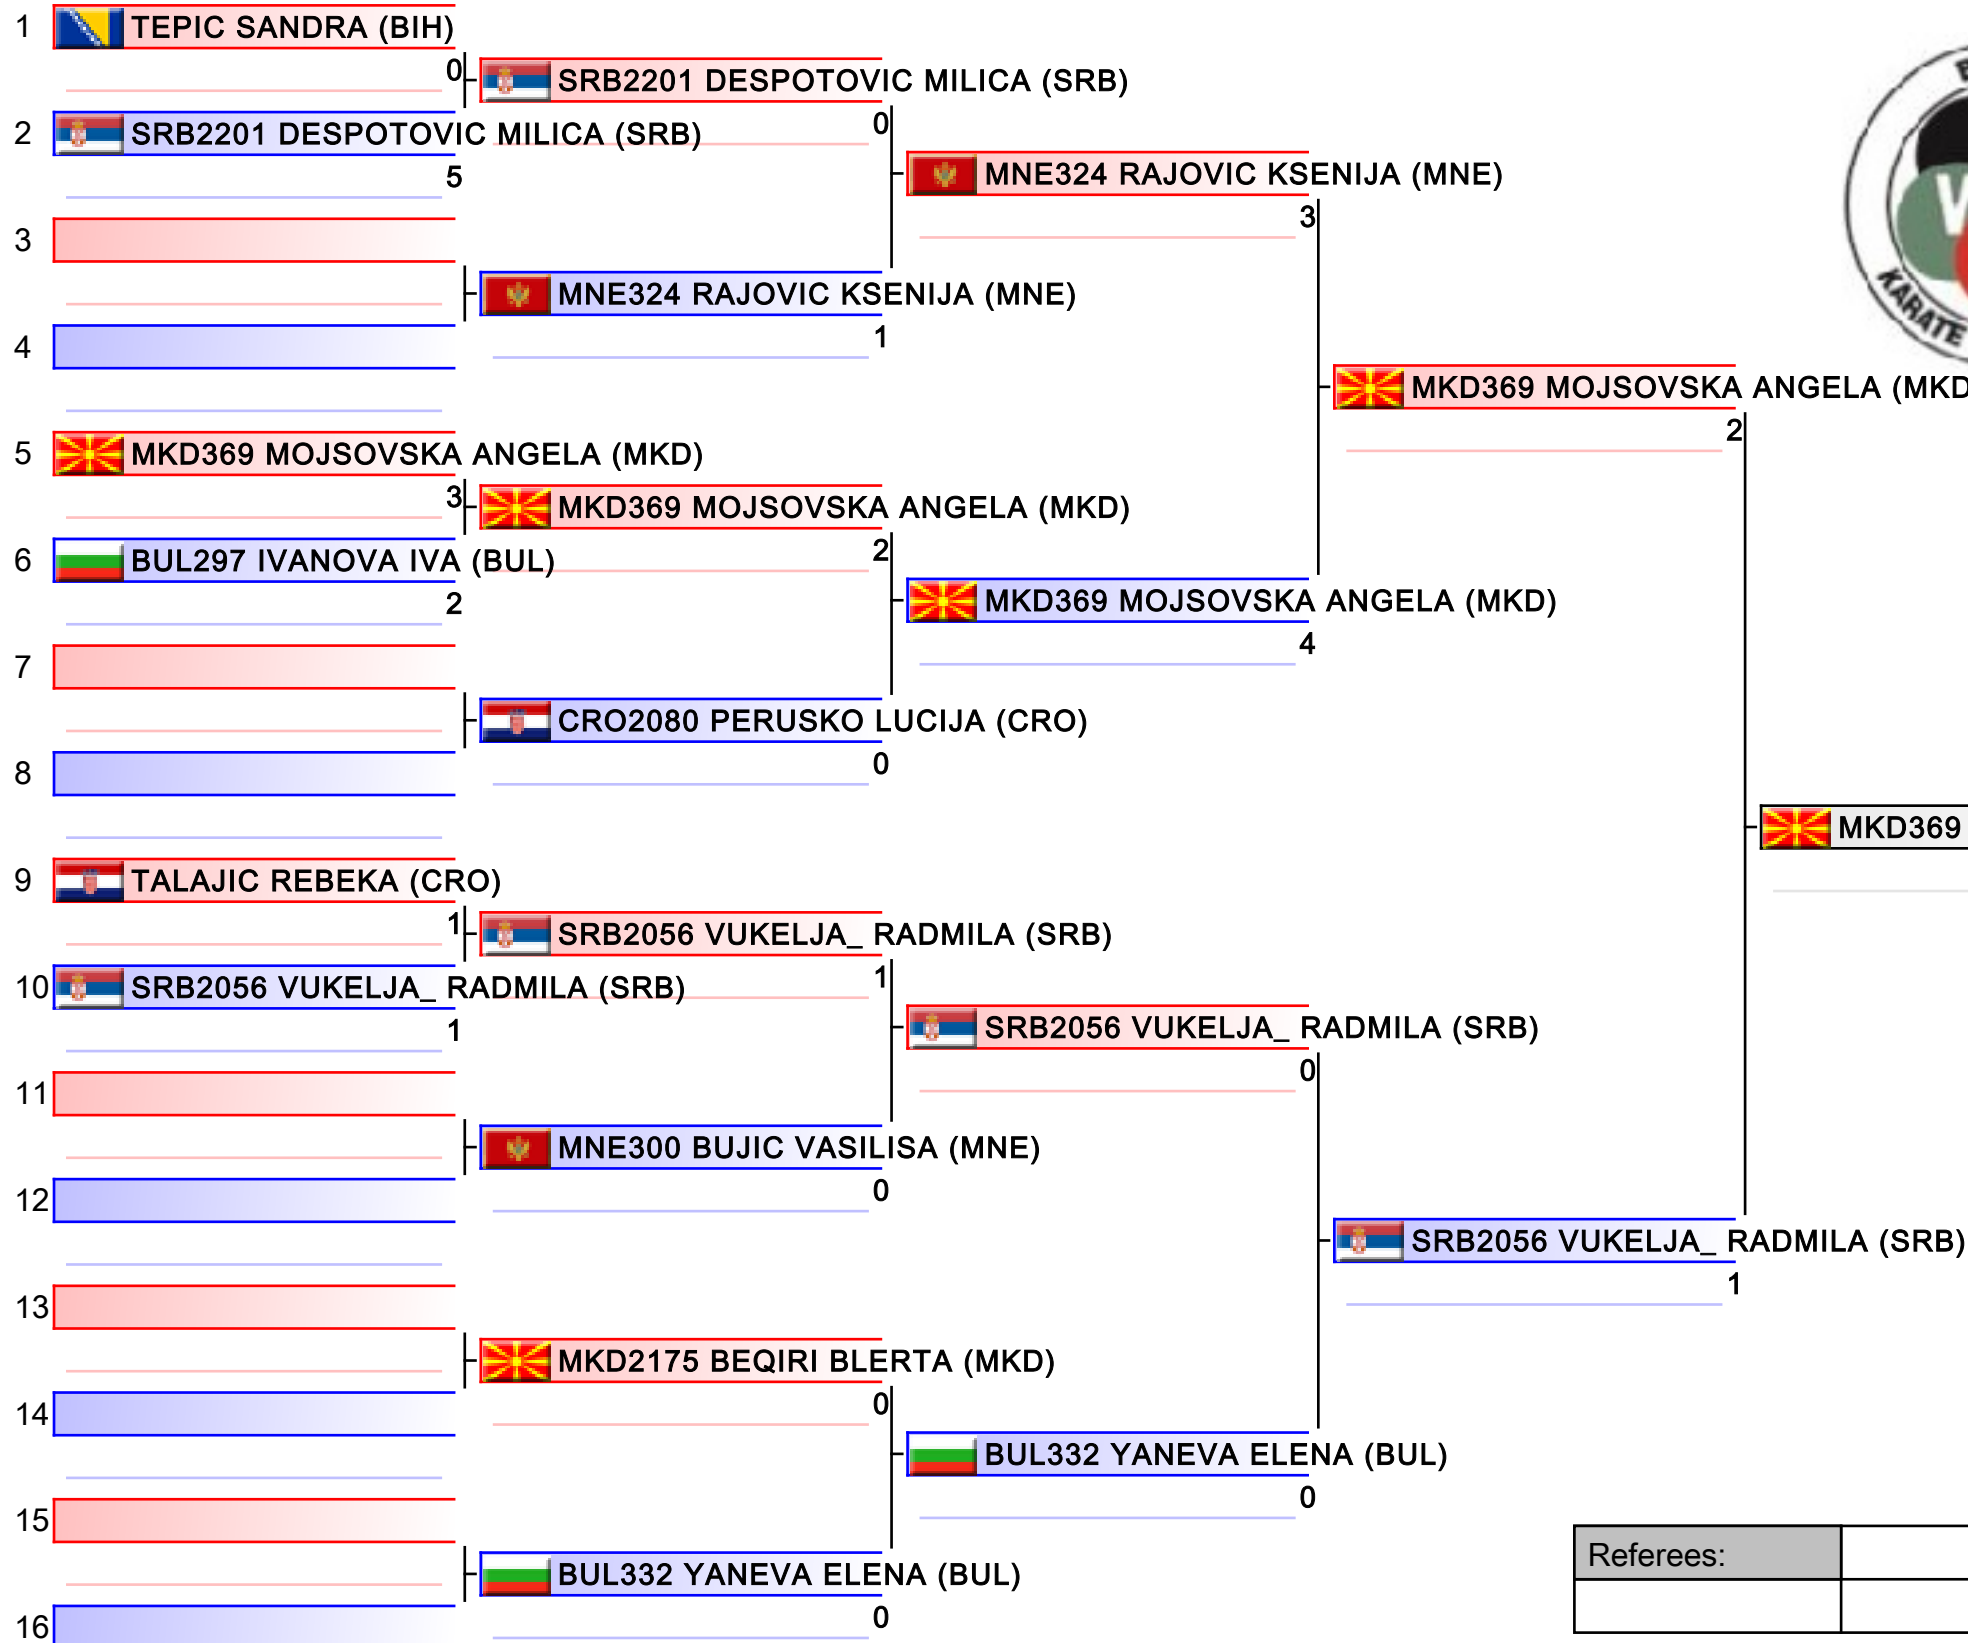 1 TEPIC SANDRA (BIH)
0
SRB2201 DESPOTOVIC MILICA (SRB)
0
2 SRB2201 DESPOTOVIC MILICA (SRB)
5
MNE324 RAJOVIC KSENIJA (MNE)
3
3
MNE324 RAJOVIC KSENIJA (MNE)
1
4
KARATE
MKD369 MOJSOVSKA ANGELA (MKD
2
5 MKD369 MOJSOVSKA ANGELA (MKD)
3
MKD369 MOJSOVSKA ANGELA (MKD)
2
6 BUL297 IVANOVA IVA (BUL)
2
MKD369 MOJSOVSKA ANGELA (MKD)
4
7
CRO2080 PERUSKO LUCIJA (CRO)
0
8
MKD369
9 TALAJIC REBEKA (CRO)
1
SRB2056 VUKELJA_ RADMILA (SRB)
1
10 SRB2056 VUKELJA_ RADMILA (SRB)
1
SRB2056 VUKELJA_ RADMILA (SRB)
0
11
MNE300 BUJIC VASILISA (MNE)
0
12
SRB2056 VUKELJA_ RADMILA (SRB)
1
13
MKD2175 BEQIRI BLERTA (MKD)
0
14
BUL332 YANEVA ELENA (BUL)
0
15
Referees:
BUL332 YANEVA ELENA (BUL)
0
16